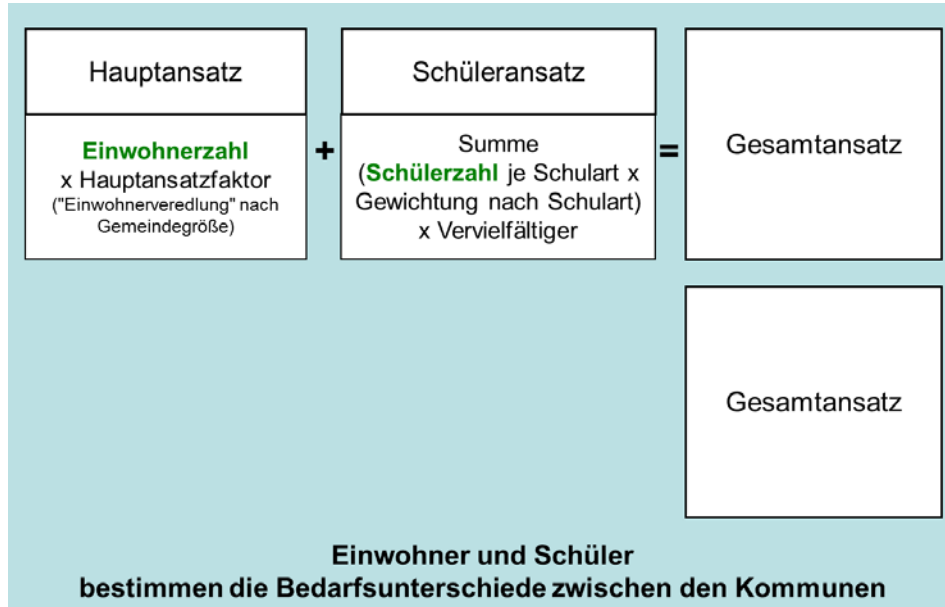 Hauptansatz
Einwohnerzahl
x Hauptansatzfaktor
("Einwohnerveredlung" nach
Gemeindegröße)
+
Schüleransatz
Summe
(Schülerzahl je Schulart x
Gewichtung nach Schulart)
x Vervielfältiger
=
Gesamtansatz
Gesamtansatz
Einwohner und Schüler
bestimmen die Bedarfsunterschiede zwischen den Kommunen